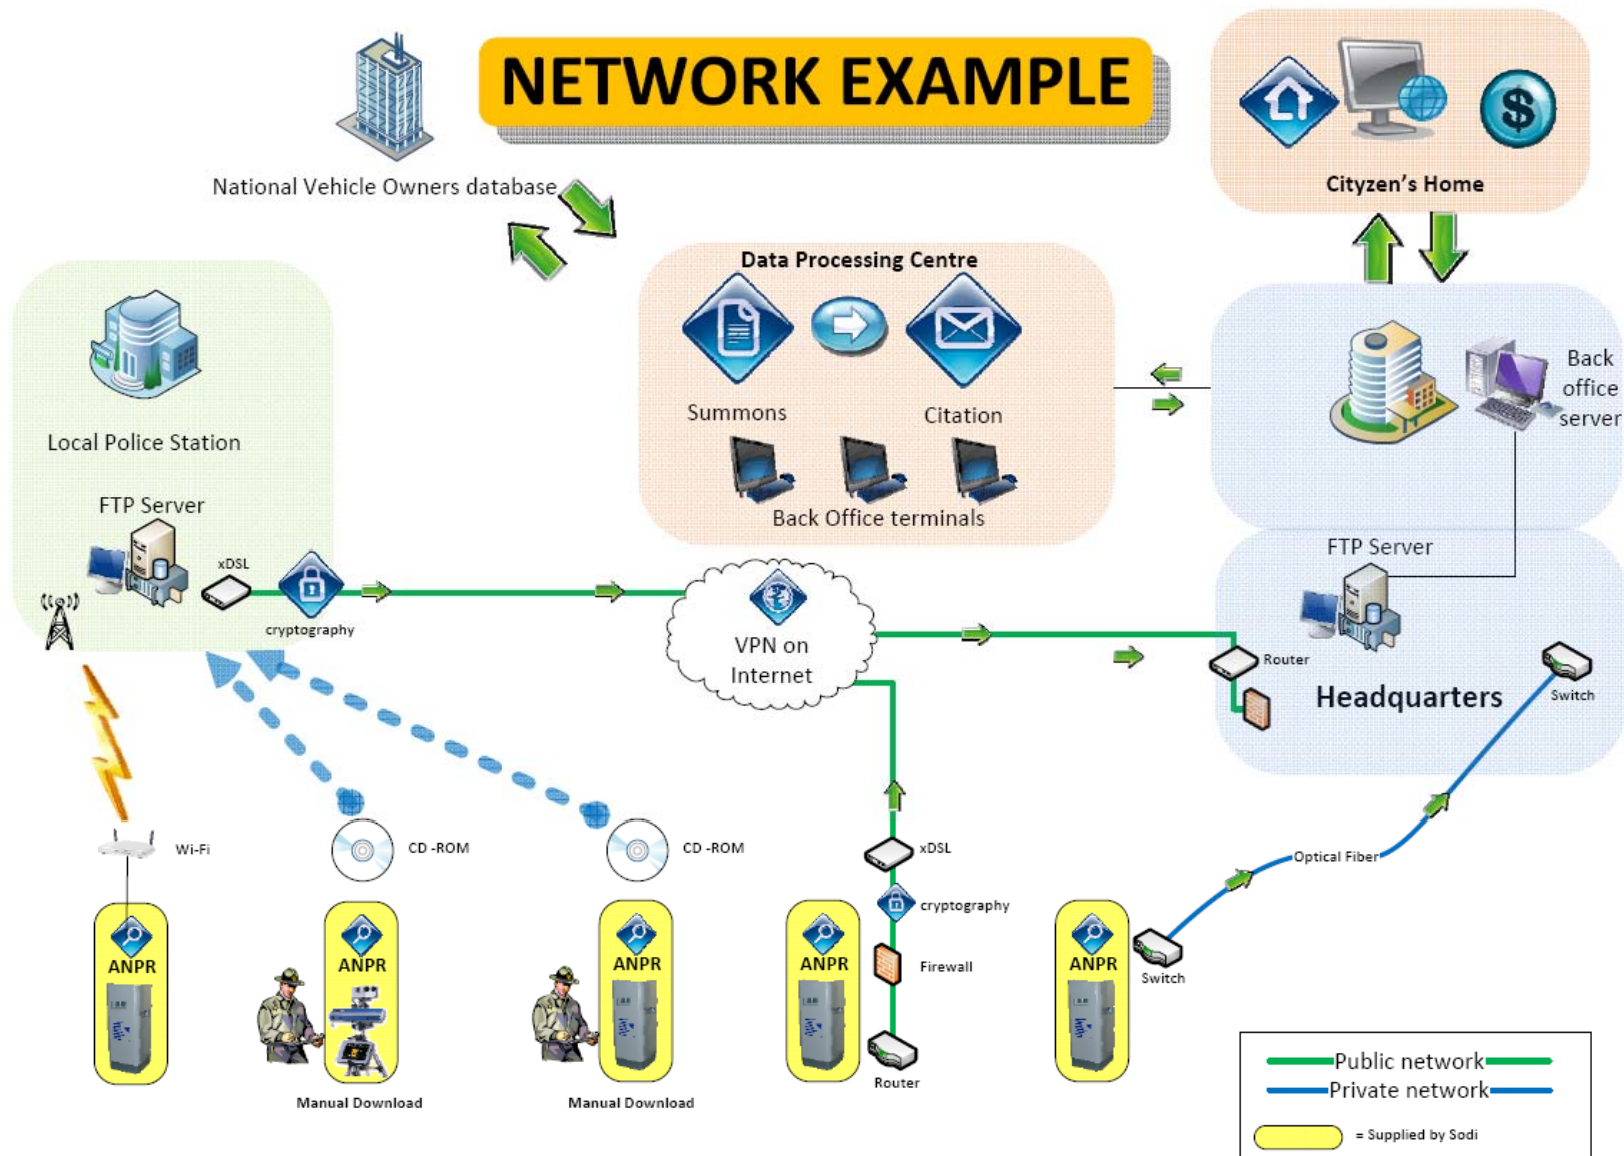 NETWORK EXAMPLE
National Vehicle Owners database
Cityzen's Home
$
Data Processing Centre
Summons
Citation
Back Office terminals
Back
office
server
Local Police Station
FTP Server
xDSL
cryptography
VPN on
Internet
FTP Server
Router
Headquarters
Switch
Wi-Fi
CD -ROM
CD -ROM
xDSL
cryptography
Firewall
Router
Optical Fiber
Switch
ANPR
ANPR
ANPR
ANPR
ANPR
Manual Download
Manual Download
Public network
Private network
= Supplied by Sodi